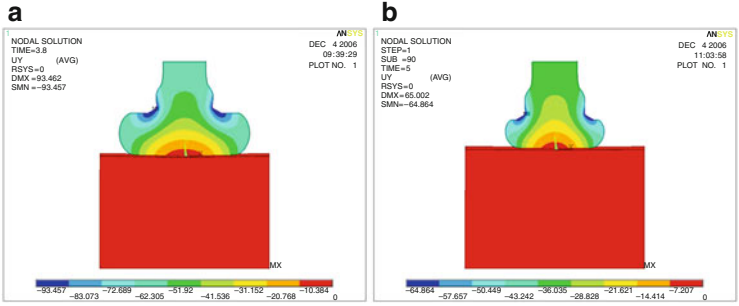 a
1
NODAL SOLUTION
TIME=3.8
UY (AVG)
RSYS=0
DMX =93.462
SMN =−93.457
ANSYS
DEC 4 2006
09:39:29
PLOT NO. 1
MX
−93.457 −72.689 −51.92 −31.152 −10.384
−83.073 −62.305 −41.536 −20.768 0
b
1
NODAL SOLUTION
STEP=1
SUB =90
TIME=5
UY (AVG)
RSYS=0
DMX=65.002
SMN=−64.864
ANSYS
DEC 4 2006
11:03:58
PLOT NO. 1
MX
−64.864 −50.449 −36.035 −21.621 −7.207
−57.657 −43.242 −28.828 −14.414 0